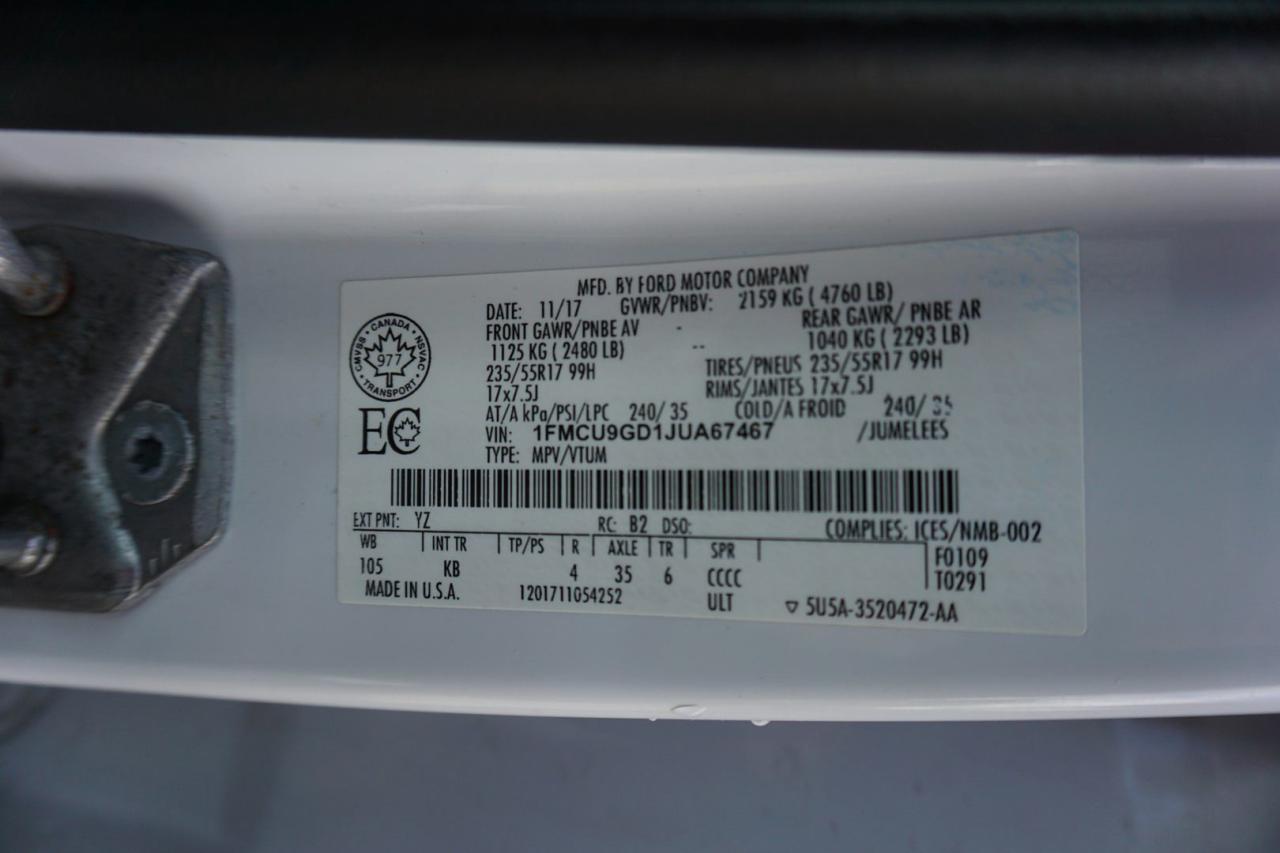 MFD. BY FORD MOTOR COMPANY
DATE: 11/17 GVWR/PNBV: 2159 KG ( 4760 LB)
FRONT GAWR/PNBE AV - REAR GAWR/ PNBE AR
1125 KG ( 2480 LB) -- 1040 KG ( 2293 LB)
235/55R17 99H TIRES/PNEUS 235/55R17 99H
17x7.5J RIMS/JANTES 17x7.5J
AT/A kPa/PSI/LPC 240/ 35 COLD/A FROID 240/ 35
VIN: 1FMCU9GD1JUA67467 /JUMELEES
TYPE: MPV/VTUM
CANADA
CMVSS • NSVAC
977
TRANSPORT
EC
EXT PNT: YZ RC: B2 DSO: COMPLIES: ICES/NMB-002
WB INT TR TP/PS R AXLE TR SPR F0109
105 KB 4 35 6 CCCC T0291
MADE IN U.S.A. 1201711054252 ULT ▽ 5U5A-3520472-AA